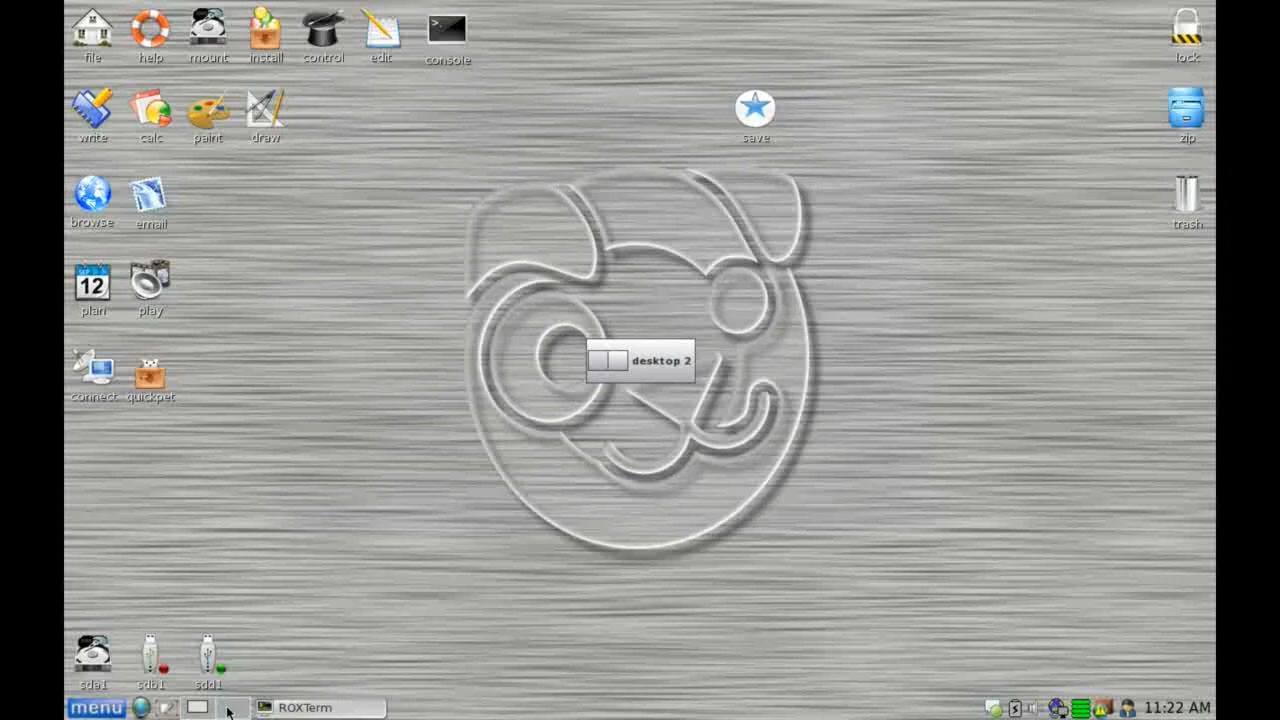 file help mount install control edit console lock
write calc paint draw save zip
browse email trash
plan play
SEP
12
connect quickpet
desktop 2
sda1 sdb1 sdd1
menu ROXTerm 11:22 AM